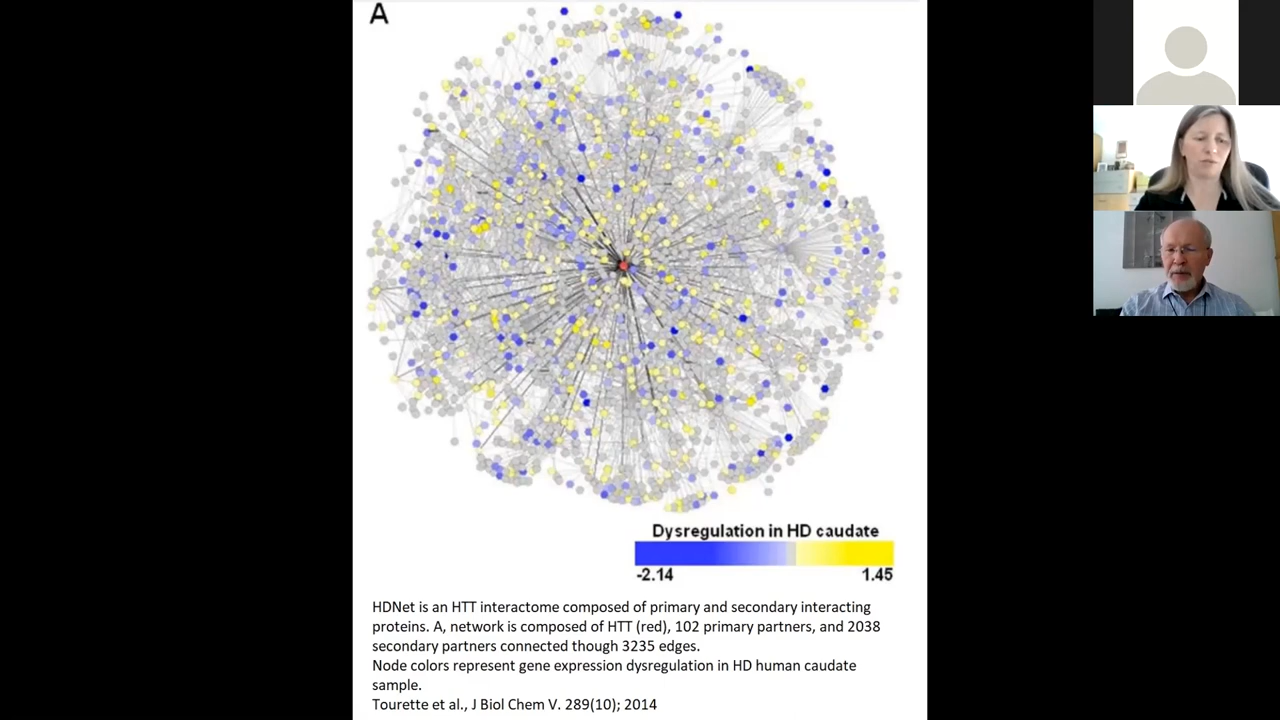 A
Dysregulation in HD caudate
-2.14 1.45
HDNet is an HTT interactome composed of primary and secondary interacting
proteins. A, network is composed of HTT (red), 102 primary partners, and 2038
secondary partners connected though 3235 edges.
Node colors represent gene expression dysregulation in HD human caudate
sample.
Tourette et al., J Biol Chem V. 289(10); 2014